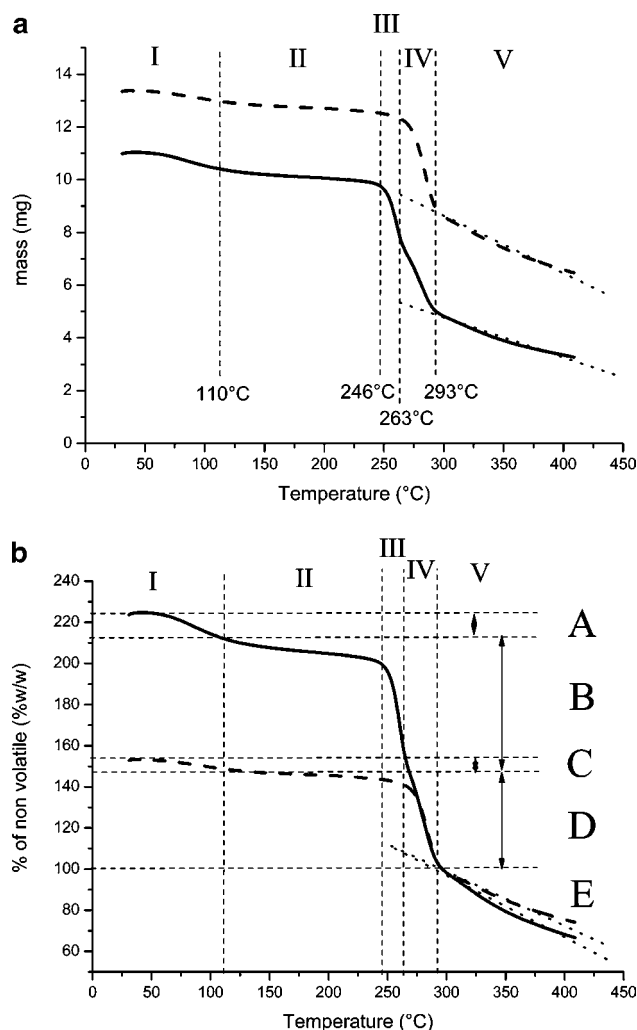 a
III
I II IV V
14
12
10
8
6
4
2
0
mass (mg)
110°C 246°C 293°C
263°C
0 50 100 150 200 250 300 350 400 450
Temperature (°C)
b
III
I II IV V
240
220
200
180
160
140
120
100
80
60
% of non volatile (%w/w)
A
B
C
D
E
0 50 100 150 200 250 300 350 400 450
Temperature (°C)